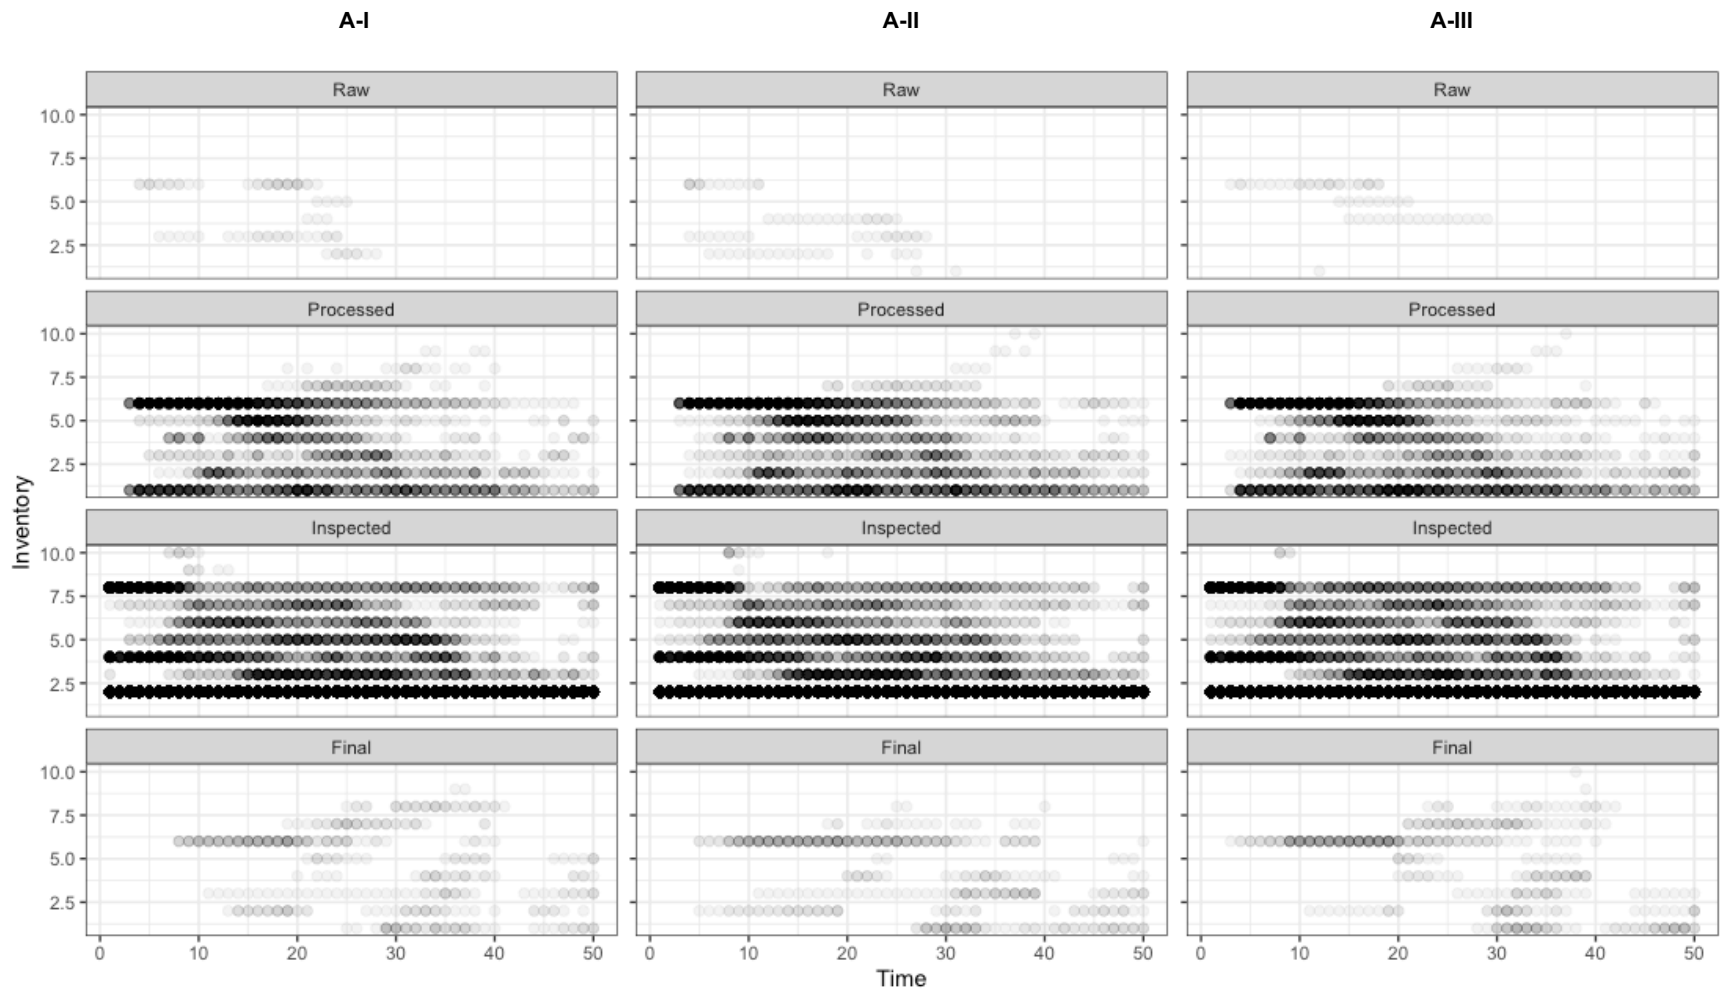 A-I A-II A-III
Raw Raw Raw
10.0
7.5
5.0
2.5
Processed Processed Processed
10.0
7.5
5.0
2.5
Inspected Inspected Inspected
10.0
7.5
5.0
2.5
Final Final Final
10.0
7.5
5.0
2.5
0 10 20 30 40 50 0 10 20 30 40 50 0 10 20 30 40 50
Inventory
Time